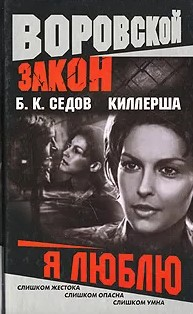 ВОРОВСКОЙ
ЗАКОН
Б. К. СЕДОВ КИЛЛЕРША
Я ЛЮБЛЮ
СЛИШКОМ ЖЕСТОКА
СЛИШКОМ ОПАСНА
СЛИШКОМ УМНА